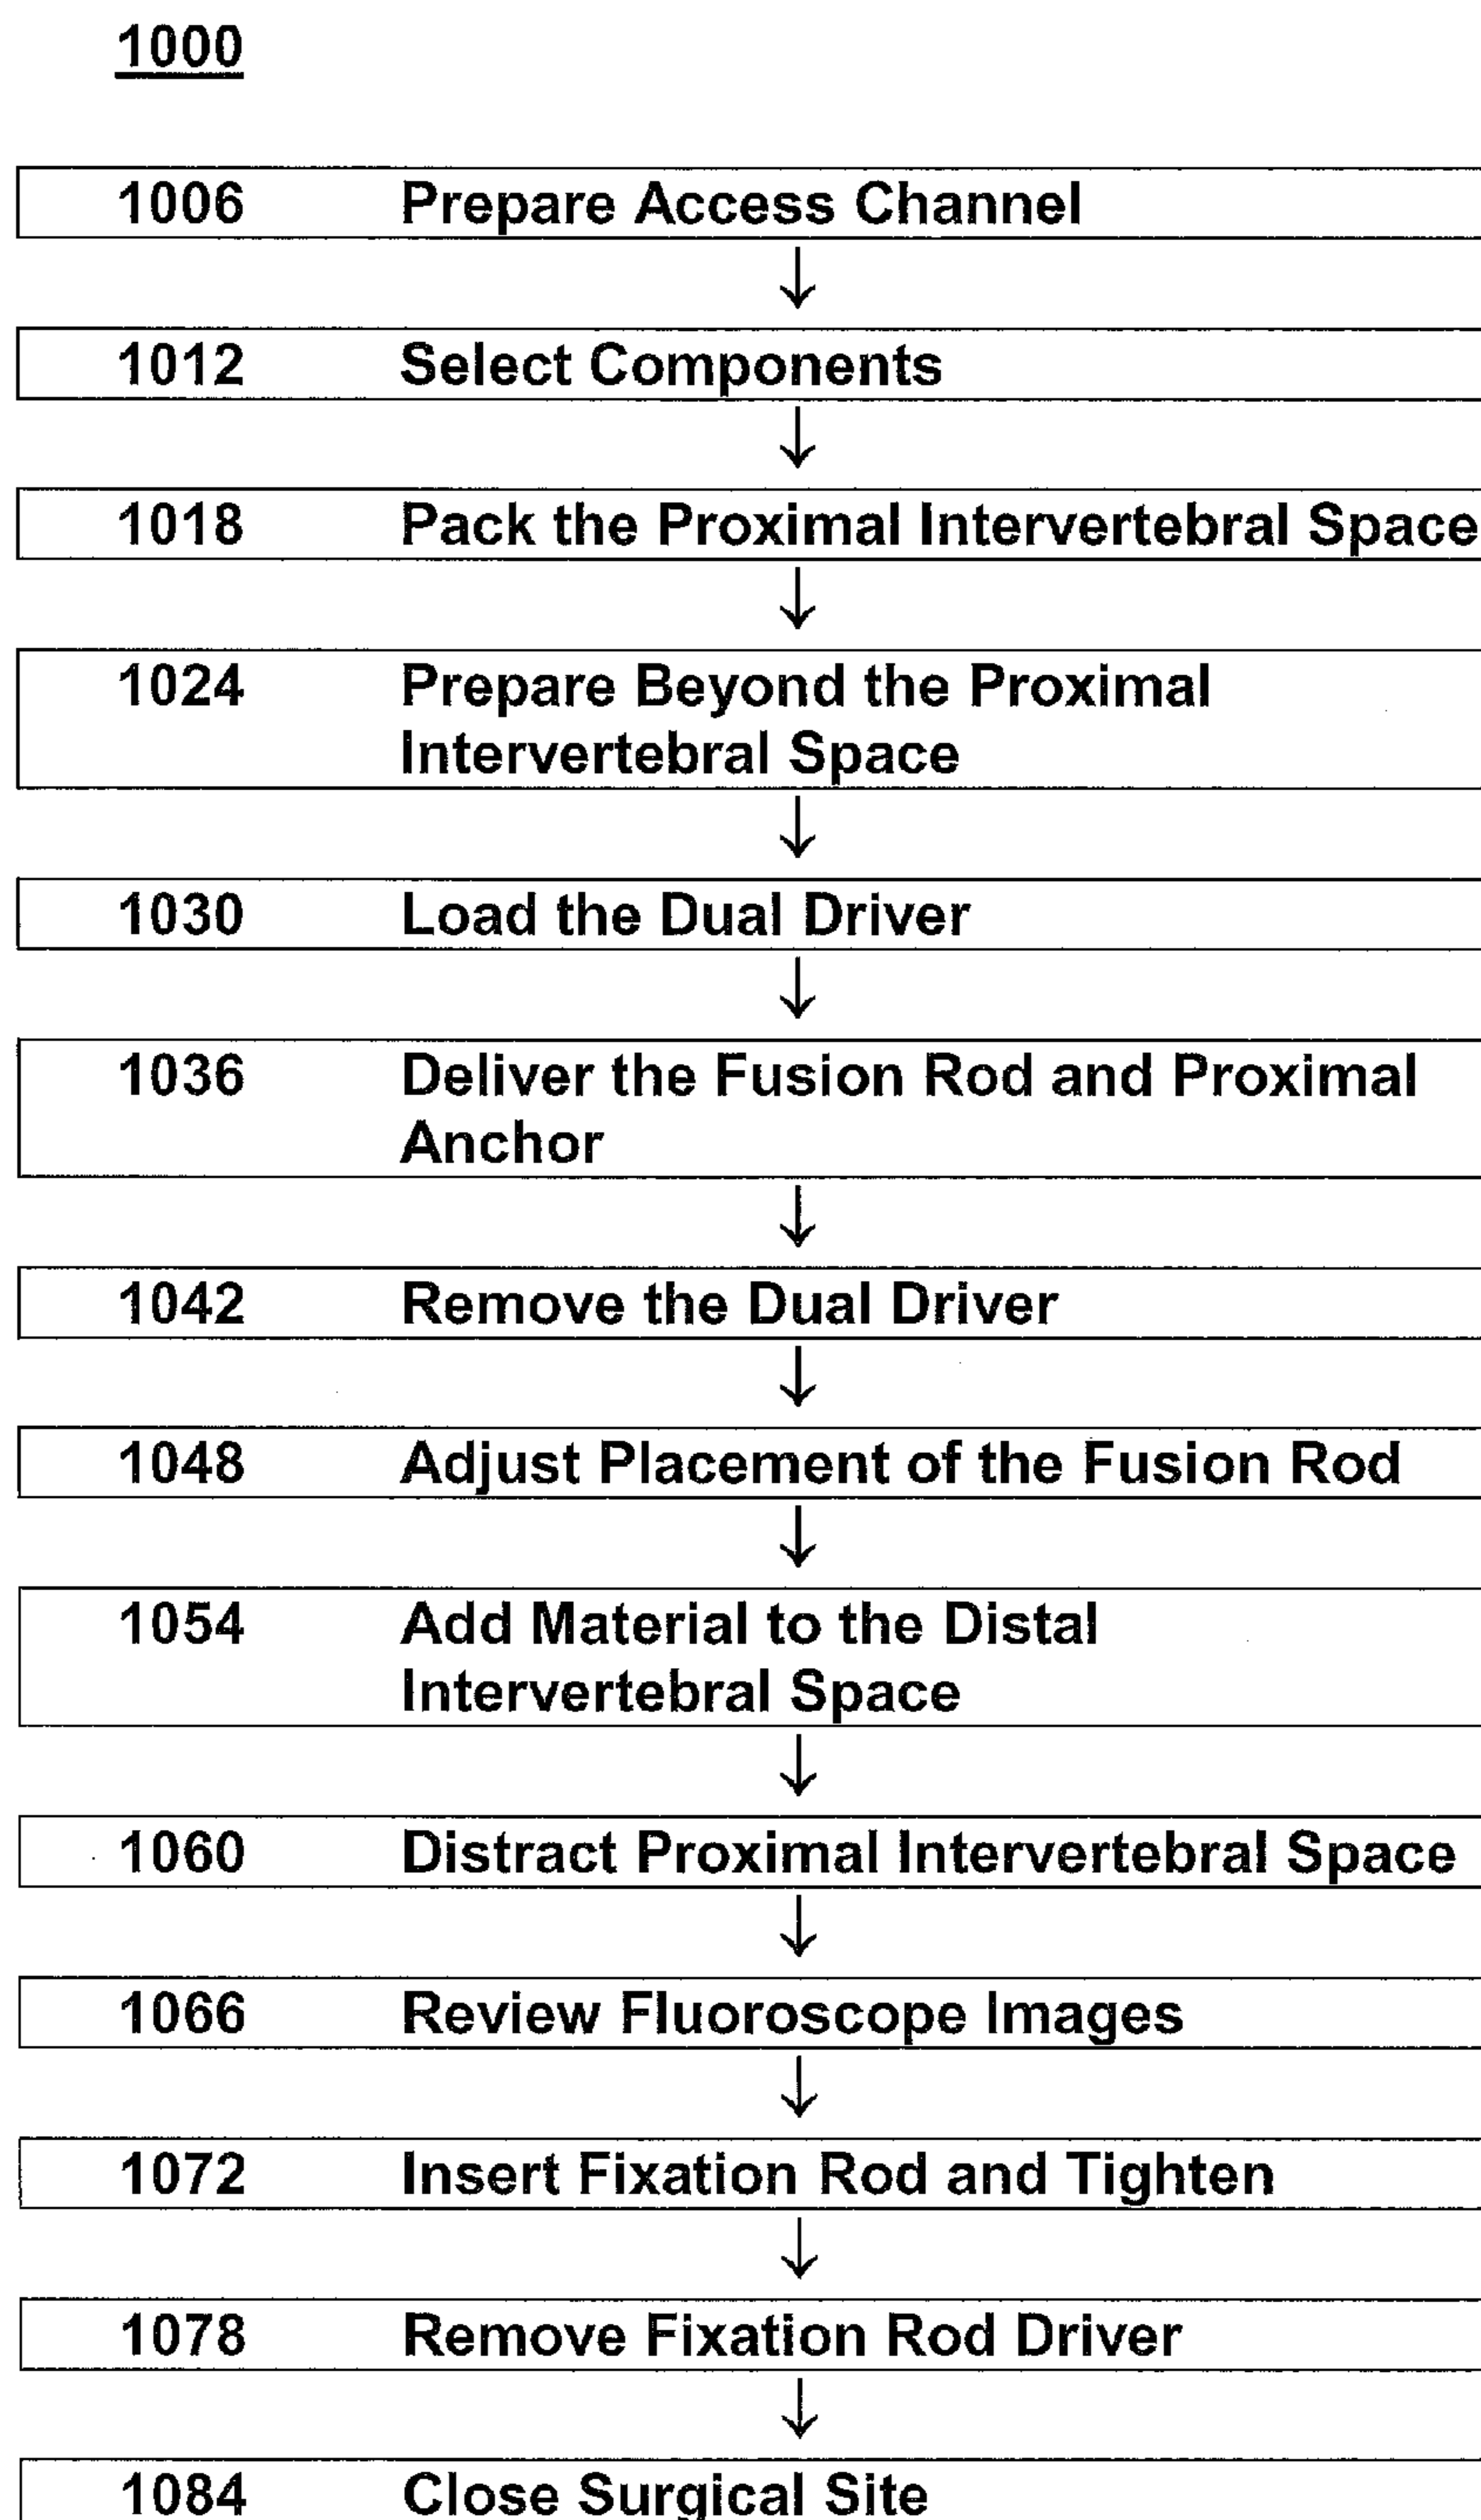 1000
1006 Prepare Access Channel
1012 Select Components
1018 Pack the Proximal Intervertebral Space
1024 Prepare Beyond the Proximal
Intervertebral Space
1030 Load the Dual Driver
1036 Deliver the Fusion Rod and Proximal
Anchor
1042 Remove the Dual Driver
1048 Adjust Placement of the Fusion Rod
1054 Add Material to the Distal
Intervertebral Space
1060 Distract Proximal Intervertebral Space
1066 Review Fluoroscope Images
1072 Insert Fixation Rod and Tighten
1078 Remove Fixation Rod Driver
1084 Close Surgical Site